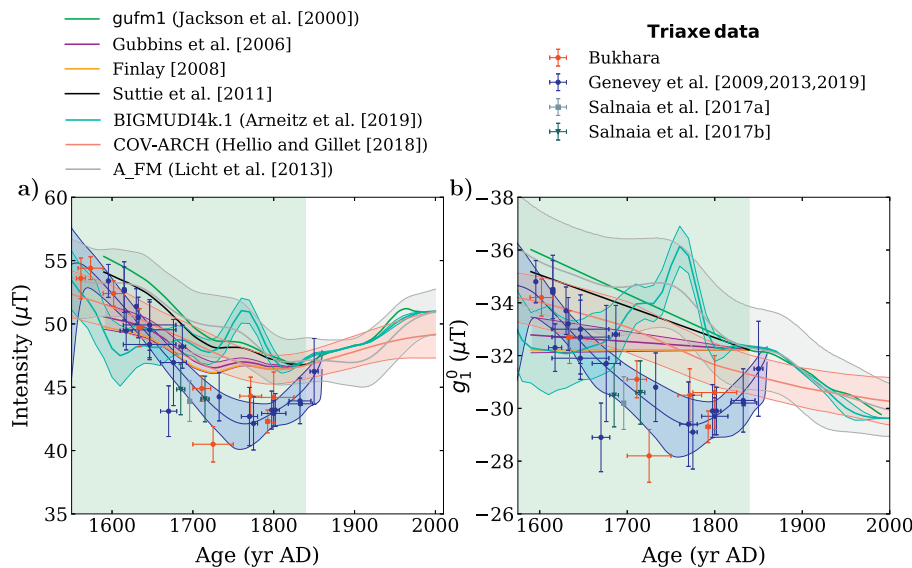 gufm1 (Jackson et al. [2000])
Gubbins et al. [2006]
Finlay [2008]
Suttie et al. [2011]
BIGMUDI4k.1 (Arneitz et al. [2019])
COV-ARCH (Hellio and Gillet [2018])
A_FM (Licht et al. [2013])
Triaxe data
Bukhara
Genevey et al. [2009,2013,2019]
Salnaia et al. [2017a]
Salnaia et al. [2017b]
a)
60
55
50
45
40
35
Intensity (μT)
1600 1700 1800 1900 2000
Age (yr AD)
b)
−38
−36
−34
−32
−30
−28
−26
g₁⁰ (μT)
1600 1700 1800 1900 2000
Age (yr AD)